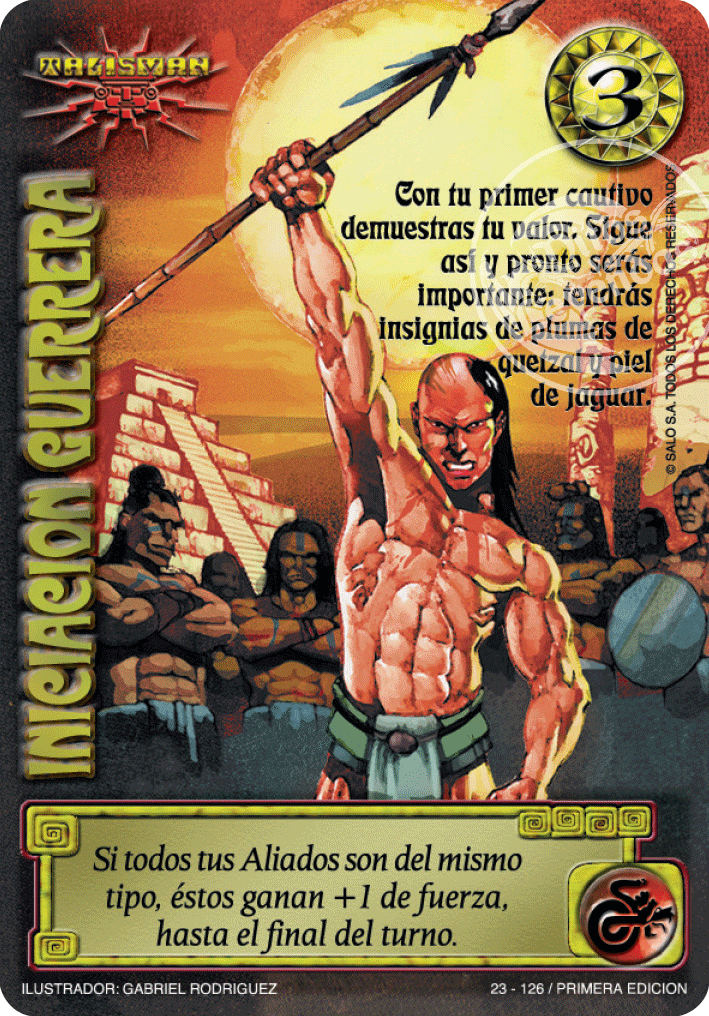 TALISMAN
3
INICIACION GUERRERA
Con tu primer cautivo
demuestras tu valor. Sigue
así y pronto serás
importante: tendrás
insignias de plumas de
quetzal y piel
de jaguar.
© SALO S.A. TODOS LOS DERECHOS RESERVADOS
Si todos tus Aliados son del mismo
tipo, éstos ganan +1 de fuerza,
hasta el final del turno.
ILUSTRADOR: GABRIEL RODRIGUEZ
23 - 126 / PRIMERA EDICION